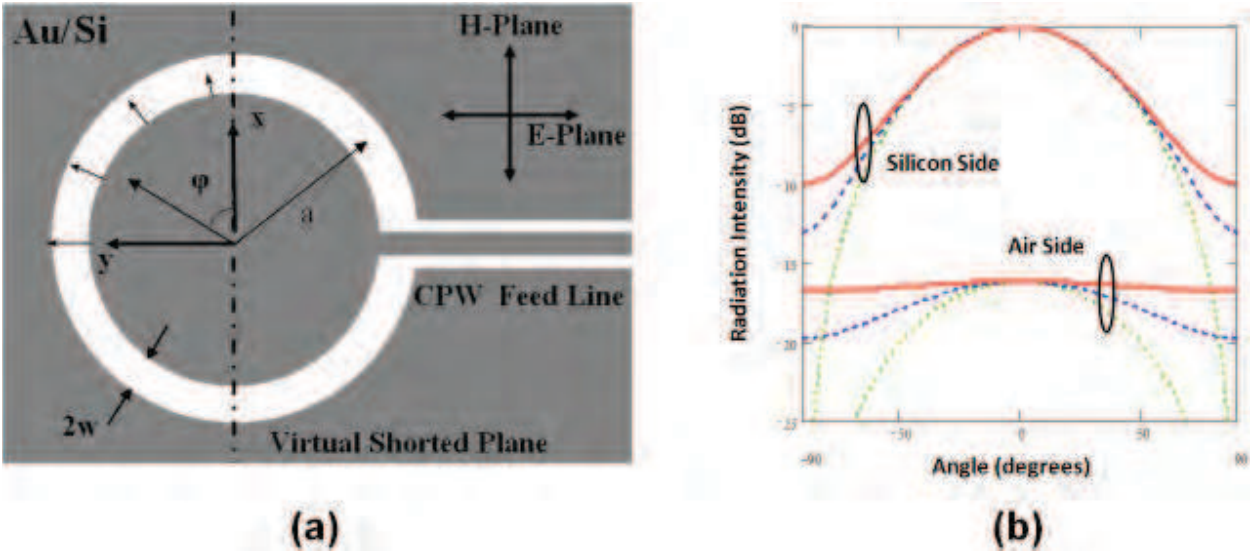 Au/Si
H-Plane
E-Plane
x
φ
a
y
CPW Feed Line
2w
Virtual Shorted Plane
(a)
Radiation Intensity (dB)
0
-5
-10
-15
-20
-25
Silicon Side
Air Side
-90
-50
0
50
90
Angle (degrees)
(b)